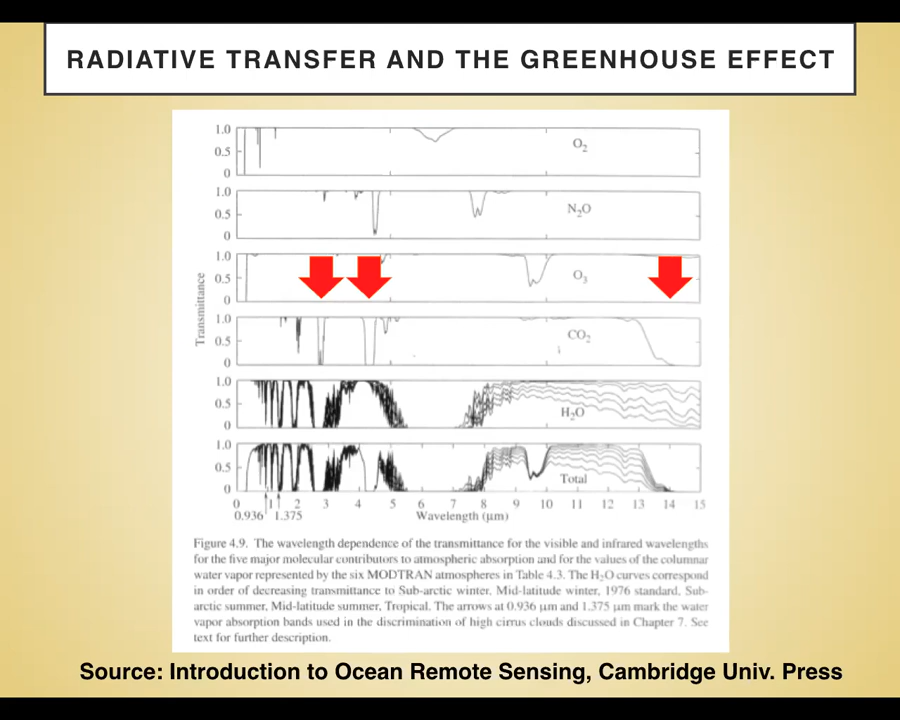 RADIATIVE TRANSFER AND THE GREENHOUSE EFFECT
1.0
0.5
0
O2
1.0
0.5
0
N2O
1.0
0.5
0
O3
Transmittance
1.0
0.5
0
CO2
1.0
0.5
0
H2O
1.0
0.5
0
Total
0 1 2 3 4 5 6 7 8 9 10 11 12 13 14 15
0.936 1.375 Wavelength (μm)
Figure 4.9. The wavelength dependence of the transmittance for the visible and infrared wavelengths
for the five major molecular contributors to atmospheric absorption and for the values of the columnar
water vapor represented by the six MODTRAN atmospheres in Table 4.3. The H2O curves correspond
in order of decreasing transmittance to Sub-arctic winter, Mid-latitude winter, 1976 standard, Sub-
arctic summer, Mid-latitude summer, Tropical. The arrows at 0.936 μm and 1.375 μm mark the water
vapor absorption bands used in the discrimination of high cirrus clouds discussed in Chapter 7. See
text for further description.
Source: Introduction to Ocean Remote Sensing, Cambridge Univ. Press